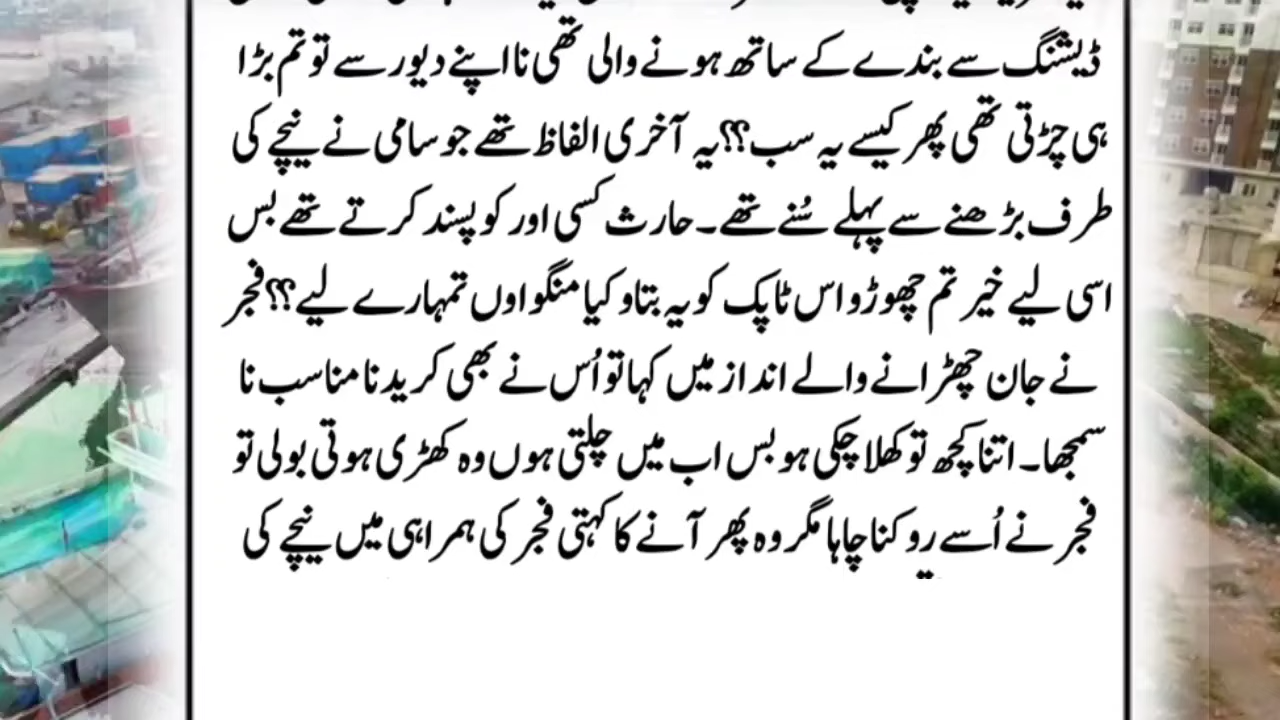 ڈیشنگ سے بندے کے ساتھ ہونے والی تھی نا اپنے دیور سے تو تم بڑا
ہی چڑتی تھی پھر کیسے یہ سب؟؟ یہ آخری الفاظ تھے جو سامی نے نیچے کی
طرف بڑھنے سے پہلے سُنے تھے۔ حارث کسی اور کو پسند کرتے تھے بس
اسی لیے خیر تم چھوڑو اس ٹاپک کو یہ بتاو کیا منگواوں تمہارے لیے؟؟ فجر
نے جان چھڑانے والے انداز میں کہا تو اُس نے بھی کریدنا مناسب نا
سمجھا۔ اتنا کچھ تو کھلا چکی ہو بس اب میں چلتی ہوں وہ کھڑی ہوتی بولی تو
فجر نے اُسے روکنا چاہا مگر وہ پھر آنے کا کہتی فجر کی ہمراہی میں نیچے کی